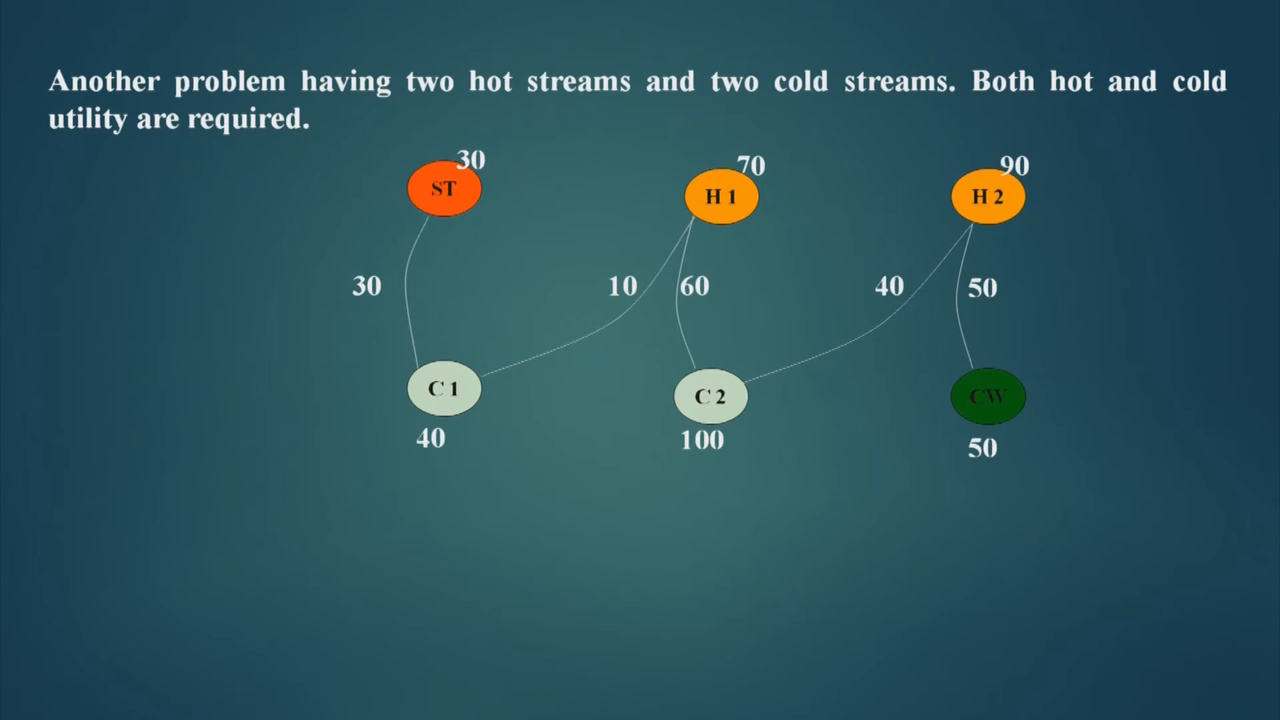 Another problem having two hot streams and two cold streams. Both hot and cold
utility are required.
30 70 90
ST H 1 H 2
30 10 60 40 50
C 1 C 2 CW
40 100 50